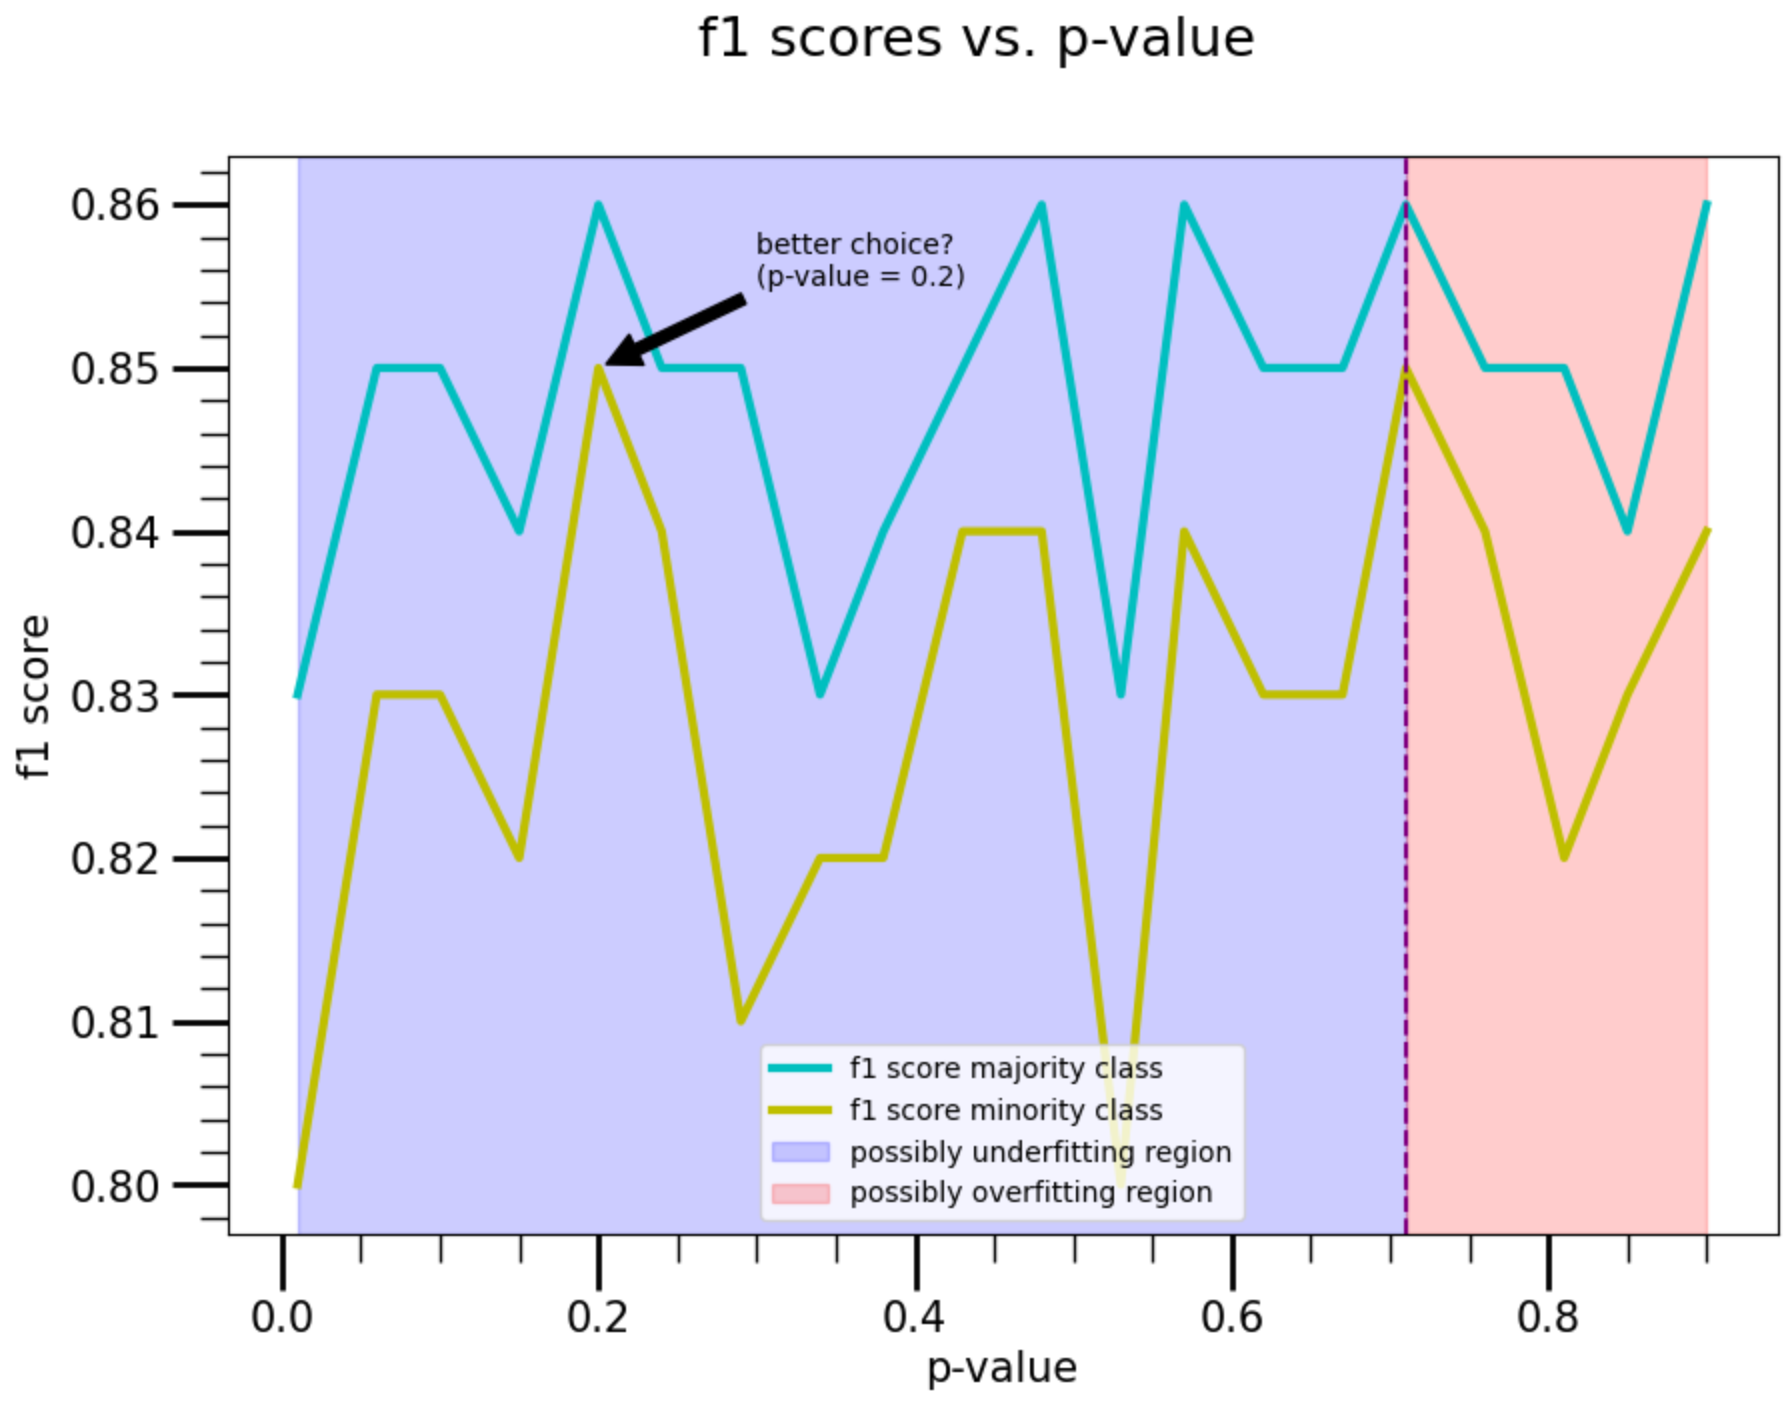 f1 scores vs. p-value
0.86
0.85
0.84
0.83
0.82
0.81
0.80
f1 score
better choice?
(p-value = 0.2)
f1 score majority class
f1 score minority class
possibly underfitting region
possibly overfitting region
0.0 0.2 0.4 0.6 0.8
p-value